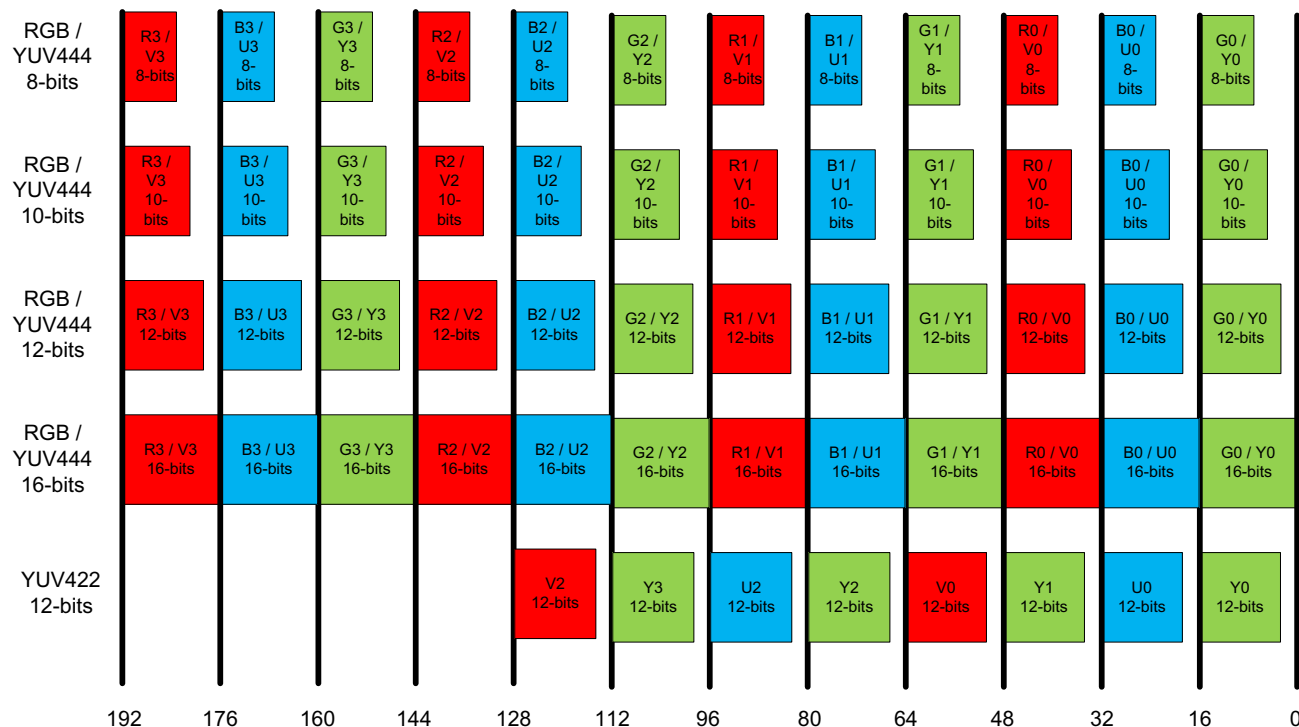 RGB /
YUV444
8-bits
R3 /
V3
8-bits
B3 /
U3
8-
bits
G3 /
Y3
8-
bits
R2 /
V2
8-bits
B2 /
U2
8-
bits
G2 /
Y2
8-bits
R1 /
V1
8-bits
B1 /
U1
8-bits
G1 /
Y1
8-
bits
R0 /
V0
8-
bits
B0 /
U0
8-
bits
G0 /
Y0
8-bits
RGB /
YUV444
10-bits
R3 /
V3
10-
bits
B3 /
U3
10-
bits
G3 /
Y3
10-
bits
R2 /
V2
10-
bits
B2 /
U2
10-
bits
G2 /
Y2
10-
bits
R1 /
V1
10-
bits
B1 /
U1
10-
bits
G1 /
Y1
10-
bits
R0 /
V0
10-
bits
B0 /
U0
10-
bits
G0 /
Y0
10-
bits
RGB /
YUV444
12-bits
R3 / V3
12-bits
B3 / U3
12-bits
G3 / Y3
12-bits
R2 / V2
12-bits
B2 / U2
12-bits
G2 / Y2
12-bits
R1 / V1
12-bits
B1 / U1
12-bits
G1 / Y1
12-bits
R0 / V0
12-bits
B0 / U0
12-bits
G0 / Y0
12-bits
RGB /
YUV444
16-bits
R3 / V3
16-bits
B3 / U3
16-bits
G3 / Y3
16-bits
R2 / V2
16-bits
B2 / U2
16-bits
G2 / Y2
16-bits
R1 / V1
16-bits
B1 / U1
16-bits
G1 / Y1
16-bits
R0 / V0
16-bits
B0 / U0
16-bits
G0 / Y0
16-bits
YUV422
12-bits
V2
12-bits
Y3
12-bits
U2
12-bits
Y2
12-bits
V0
12-bits
Y1
12-bits
U0
12-bits
Y0
12-bits
192 176 160 144 128 112 96 80 64 48 32 16 0